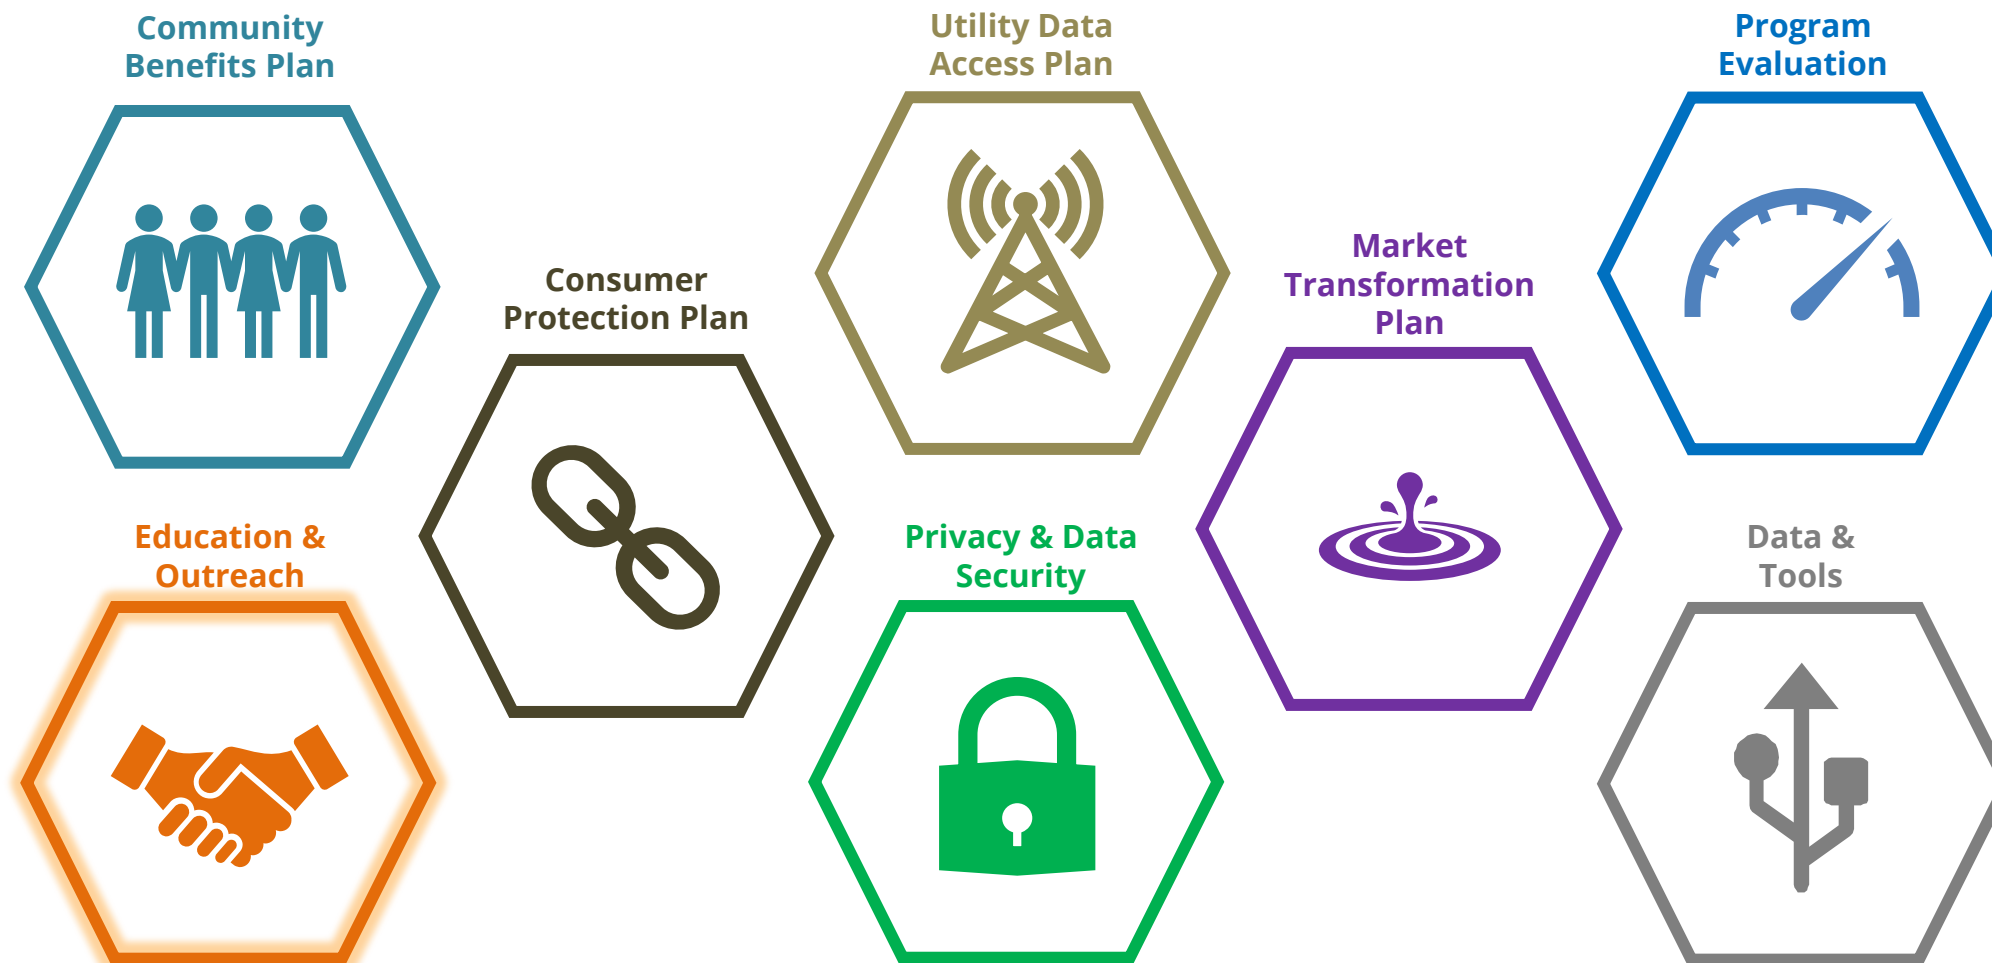 Community
Benefits Plan
Utility Data
Access Plan
Program
Evaluation
Consumer
Protection Plan
Market
Transformation
Plan
Education &
Outreach
Privacy & Data
Security
Data &
Tools